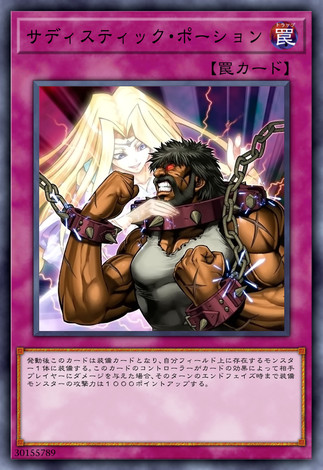 サディスティック・ポーション
トラップ
罠
【罠カード】
発動後このカードは装備カードとなり、自分フィールド上に存在するモンスタ
ー1体に装備する。このカードのコントローラーがカードの効果によって相手
プレイヤーにダメージを与えた場合、そのターンのエンドフェイズ時まで装備
モンスターの攻撃力は1000ポイントアップする。
30155789